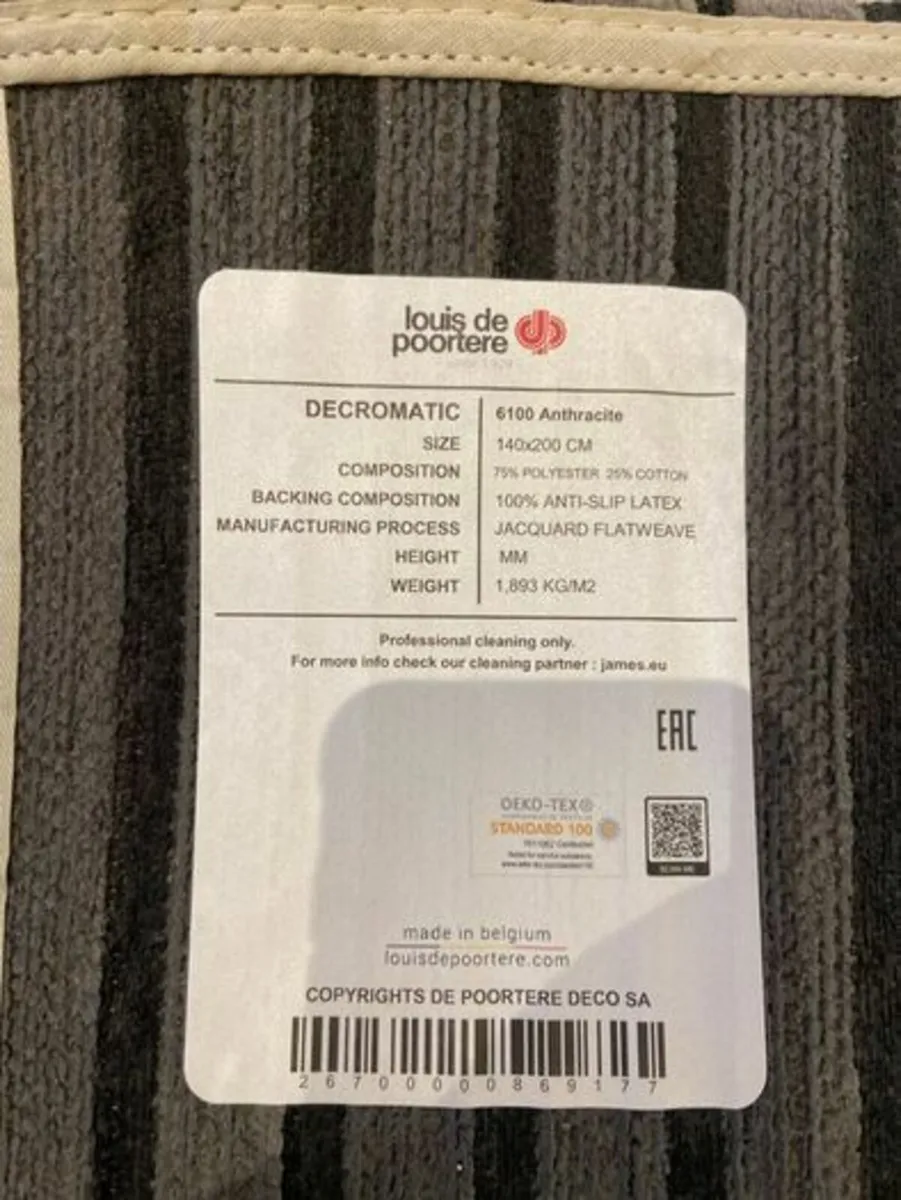 louis de
poortere
DECROMATIC 6100 Anthracite
SIZE 140x200 CM
COMPOSITION 75% POLYESTER 25% COTTON
BACKING COMPOSITION 100% ANTI-SLIP LATEX
MANUFACTURING PROCESS JACQUARD FLATWEAVE
HEIGHT MM
WEIGHT 1,893 KG/M2
Professional cleaning only.
For more info check our cleaning partner : james.eu
EAC
OEKO-TEX®
STANDARD 100
made in belgium
louisdepoortere.com
COPYRIGHTS DE POORTERE DECO SA
2670000869177